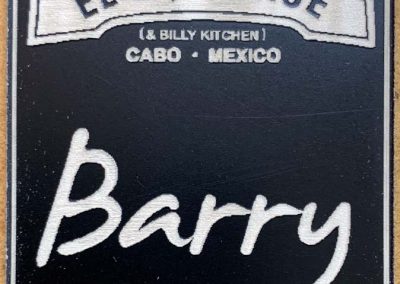 (& BILLY KITCHEN)
CABO · MEXICO
Barry